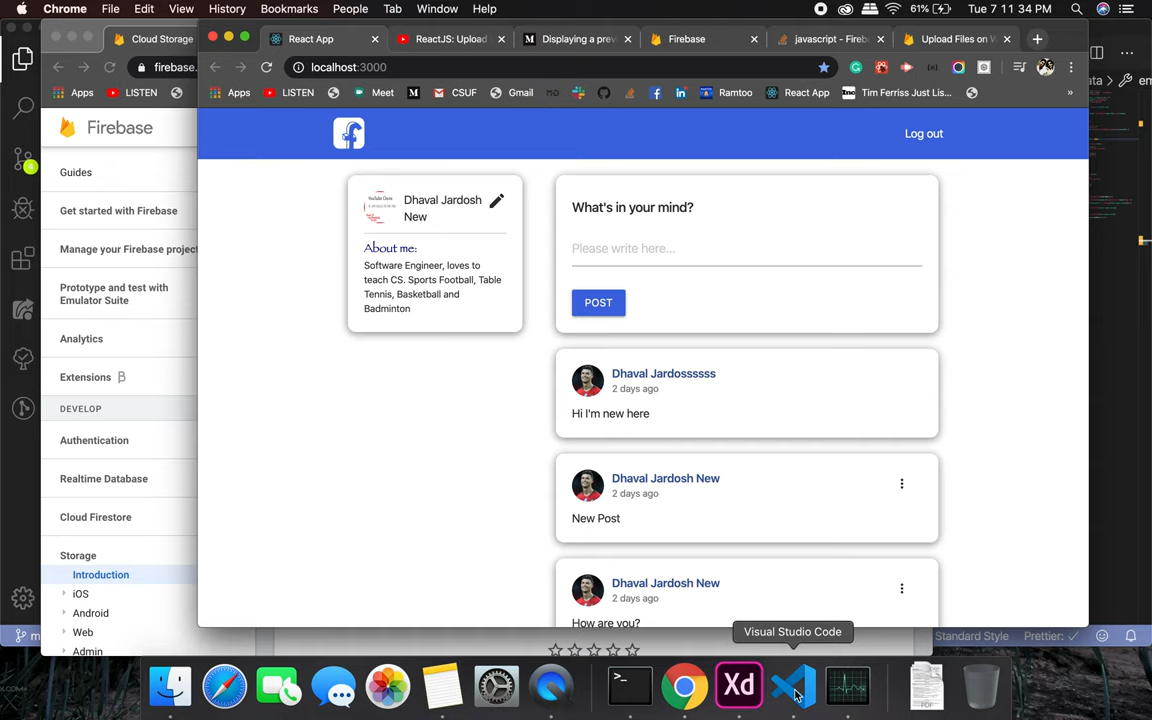 Chrome File Edit View History Bookmarks People Tab Window Help 61% Tue 7 11 34 PM
Cloud Storage
React App
ReactJS: Upload
Displaying a prev
Firebase
javascript - Fireba
Upload Files on W
firebase.
localhost:3000
Apps LISTEN
Apps LISTEN Meet CSUF Gmail Ramtoo React App Tim Ferriss Just Lis... »
Firebase
Log out
Guides
Get started with Firebase
Manage your Firebase project
Prototype and test with
Emulator Suite
Analytics
Extensions
DEVELOP
Authentication
Realtime Database
Cloud Firestore
Storage
Introduction
iOS
Android
Web
Admin
Dhaval Jardosh
New
About me:
Software Engineer, loves to
teach CS. Sports Football, Table
Tennis, Basketball and
Badminton
What's in your mind?
Please write here...
POST
Dhaval Jardossssss
2 days ago
Hi I'm new here
Dhaval Jardosh New
2 days ago
New Post
Dhaval Jardosh New
2 days ago
How are you?
Visual Studio Code
Standard Style Prettier: ✓
Xd